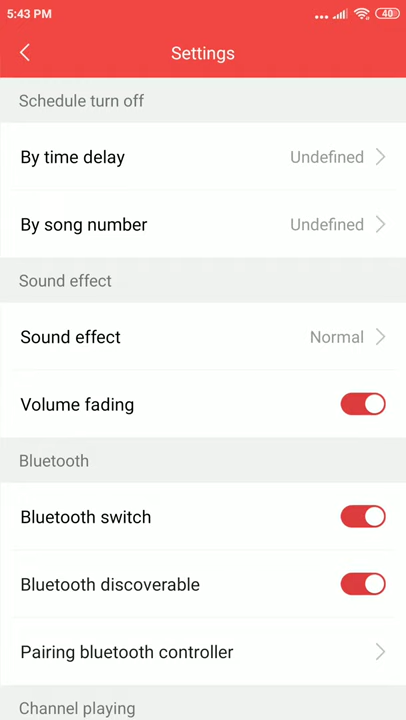 5:43 PM
40
Settings
Schedule turn off
By time delay Undefined
By song number Undefined
Sound effect
Sound effect Normal
Volume fading
Bluetooth
Bluetooth switch
Bluetooth discoverable
Pairing bluetooth controller
Channel playing